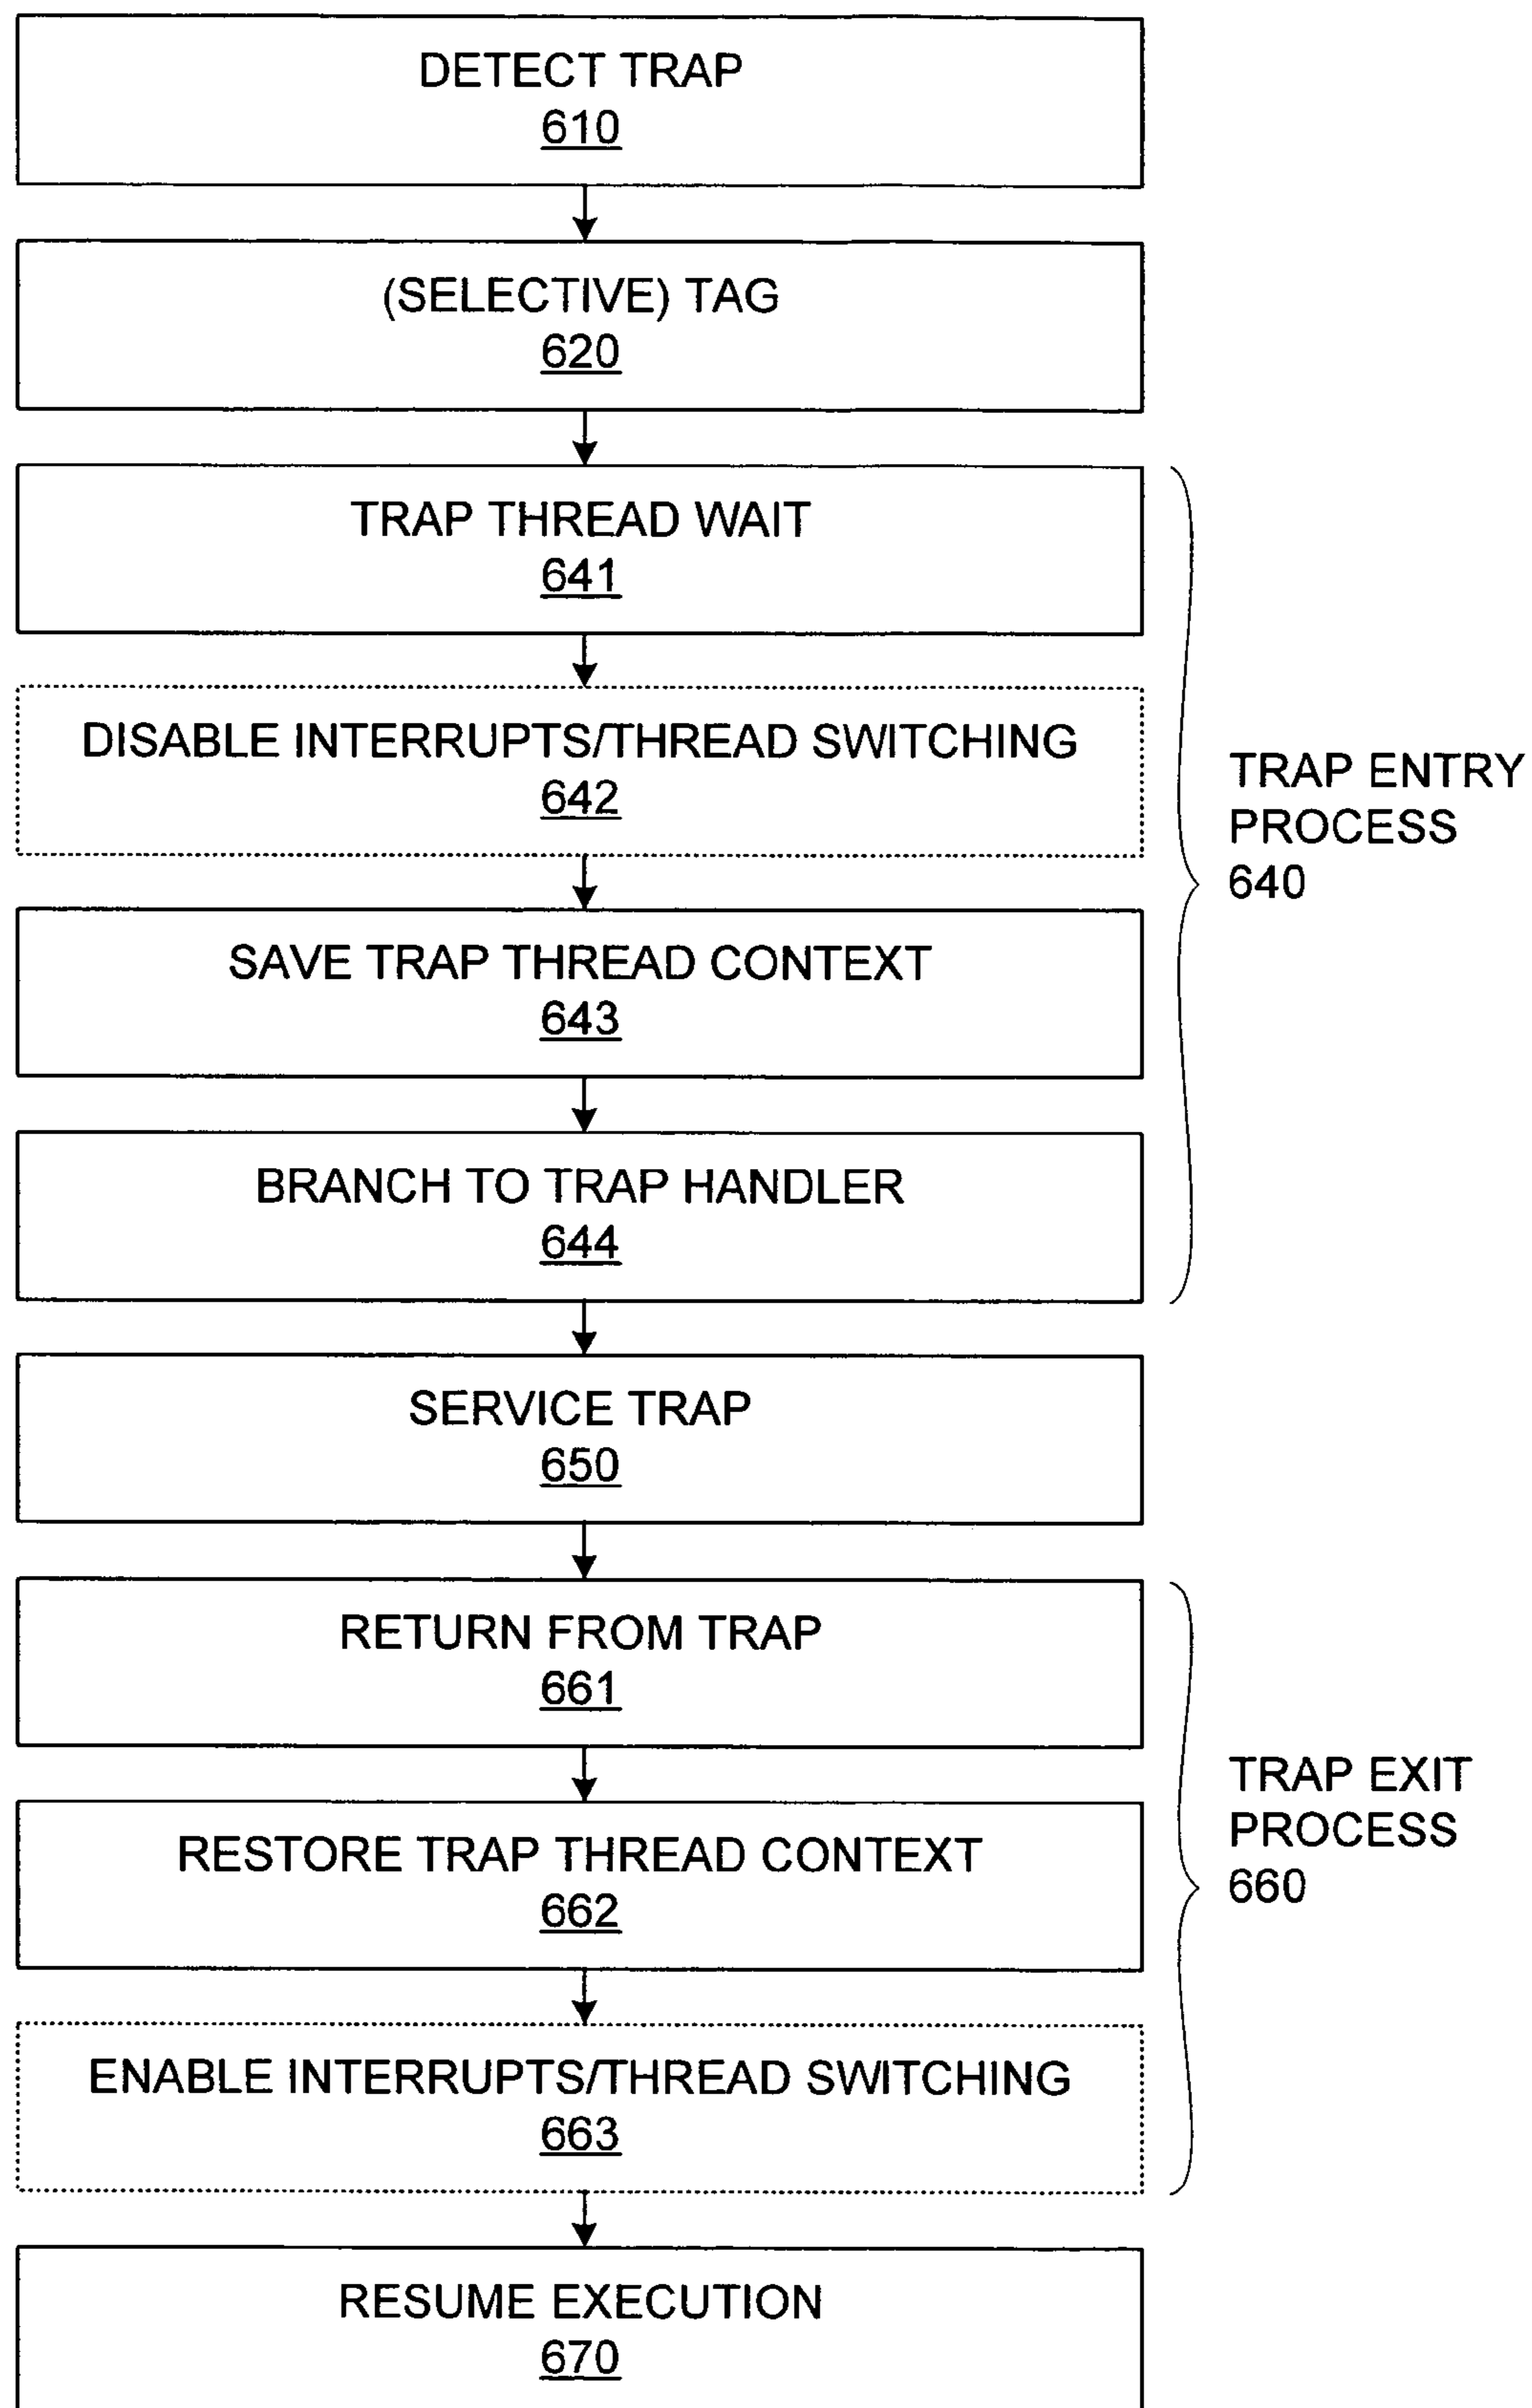 DETECT TRAP
610
(SELECTIVE) TAG
620
TRAP THREAD WAIT
641
DISABLE INTERRUPTS/THREAD SWITCHING
642
SAVE TRAP THREAD CONTEXT
643
BRANCH TO TRAP HANDLER
644
TRAP ENTRY
PROCESS
640
SERVICE TRAP
650
RETURN FROM TRAP
661
RESTORE TRAP THREAD CONTEXT
662
ENABLE INTERRUPTS/THREAD SWITCHING
663
TRAP EXIT
PROCESS
660
RESUME EXECUTION
670